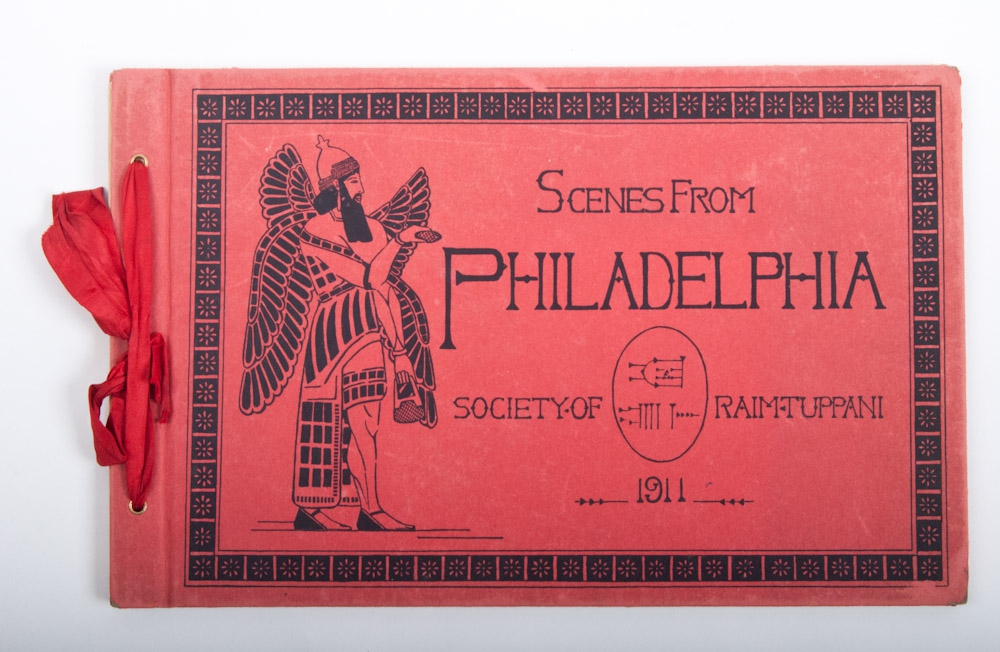 SCENES FROM
PHILADELPHIA
SOCIETY·OF RAIM·TUPPANI
1911